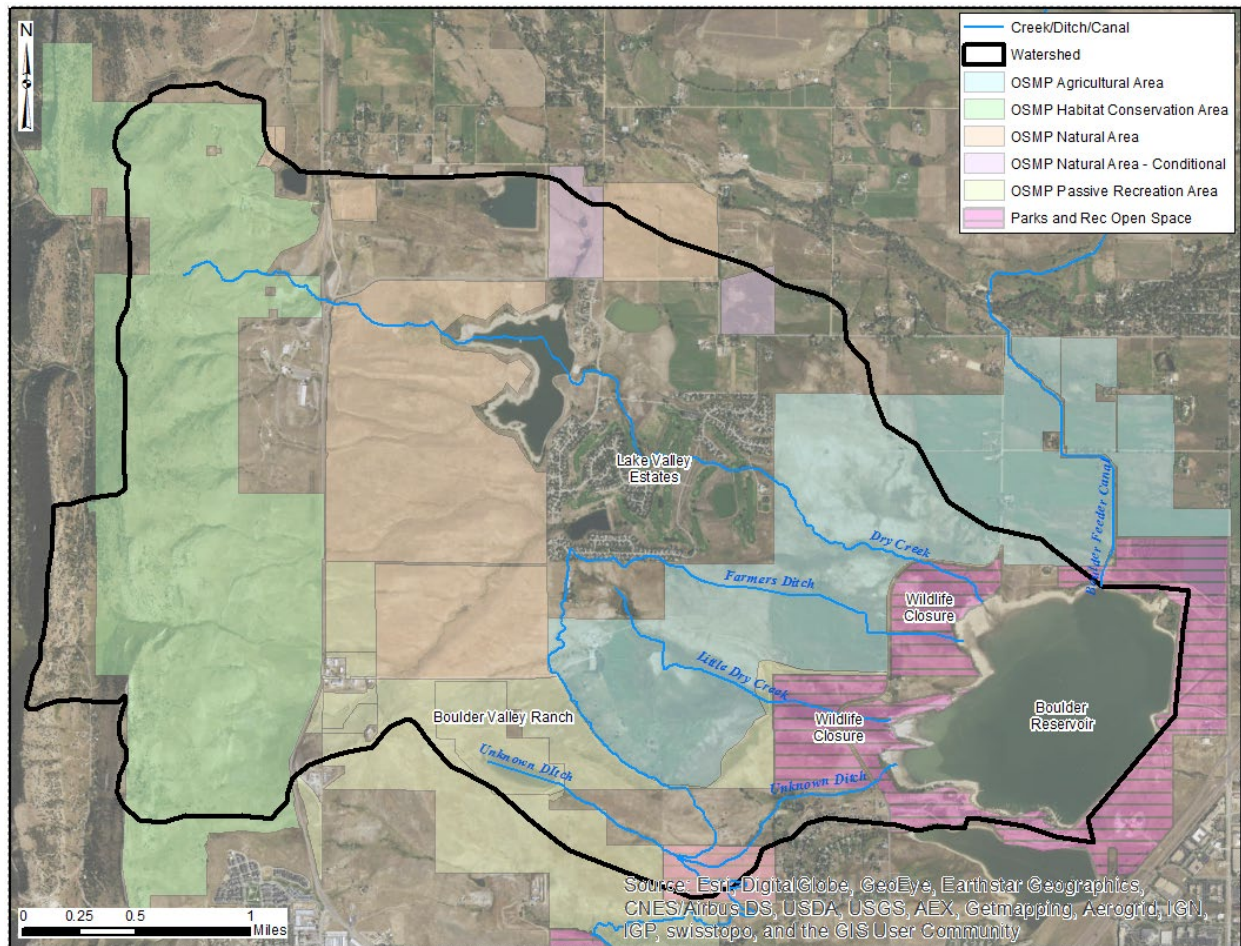 N
Creek/Ditch/Canal
Watershed
OSMP Agricultural Area
OSMP Habitat Conservation Area
OSMP Natural Area
OSMP Natural Area - Conditional
OSMP Passive Recreation Area
Parks and Rec Open Space
Lake Valley
Estates
Boulder Feeder Canal
Dry Creek
Farmers Ditch
Wildlife
Closure
Little Dry Creek
Boulder Valley Ranch
Wildlife
Closure
Boulder
Reservoir
Unknown DItch
Unknown Ditch
0 0.25 0.5 1
Miles
Source: Esri, DigitalGlobe, GeoEye, Earthstar Geographics,
CNES/Airbus DS, USDA, USGS, AEX, Getmapping, Aerogrid, IGN,
IGP, swisstopo, and the GIS User Community